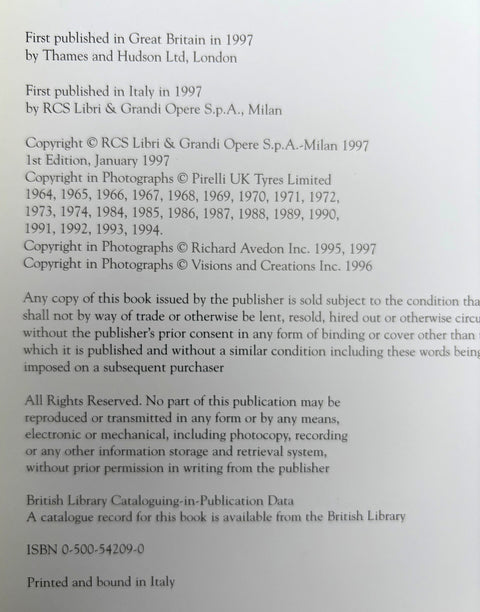 First published in Great Britain in 1997
by Thames and Hudson Ltd, London
First published in Italy in 1997
by RCS Libri & Grandi Opere S.p.A., Milan
Copyright © RCS Libri & Grandi Opere S.p.A.-Milan 1997
1st Edition, January 1997
Copyright in Photographs © Pirelli UK Tyres Limited
1964, 1965, 1966, 1967, 1968, 1969, 1970, 1971, 1972,
1973, 1974, 1984, 1985, 1986, 1987, 1988, 1989, 1990,
1991, 1992, 1993, 1994.
Copyright in Photographs © Richard Avedon Inc. 1995, 1997
Copyright in Photographs © Visions and Creations Inc. 1996
Any copy of this book issued by the publisher is sold subject to the condition tha
shall not by way of trade or otherwise be lent, resold, hired out or otherwise circu
without the publisher's prior consent in any form of binding or cover other than
which it is published and without a similar condition including these words being
imposed on a subsequent purchaser
All Rights Reserved. No part of this publication may be
reproduced or transmitted in any form or by any means,
electronic or mechanical, including photocopy, recording
or any other information storage and retrieval system,
without prior permission in writing from the publisher
British Library Cataloguing-in-Publication Data
A catalogue record for this book is available from the British Library
ISBN 0-500-54209-0
Printed and bound in Italy